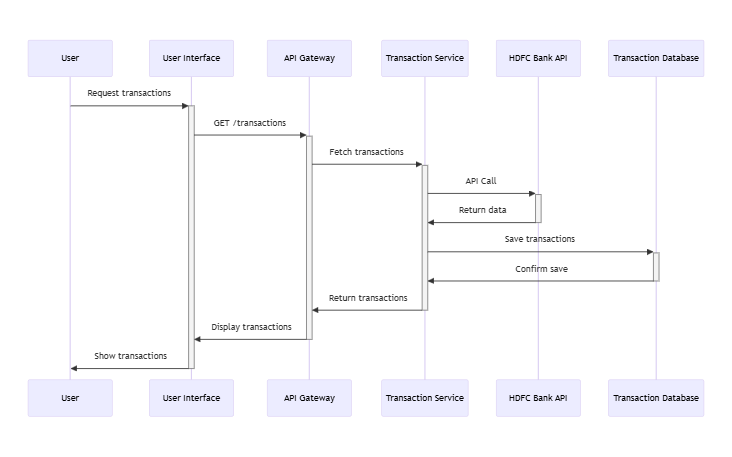 User
User Interface
API Gateway
Transaction Service
HDFC Bank API
Transaction Database
Request transactions
GET /transactions
Fetch transactions
API Call
Return data
Save transactions
Confirm save
Return transactions
Display transactions
Show transactions
User
User Interface
API Gateway
Transaction Service
HDFC Bank API
Transaction Database